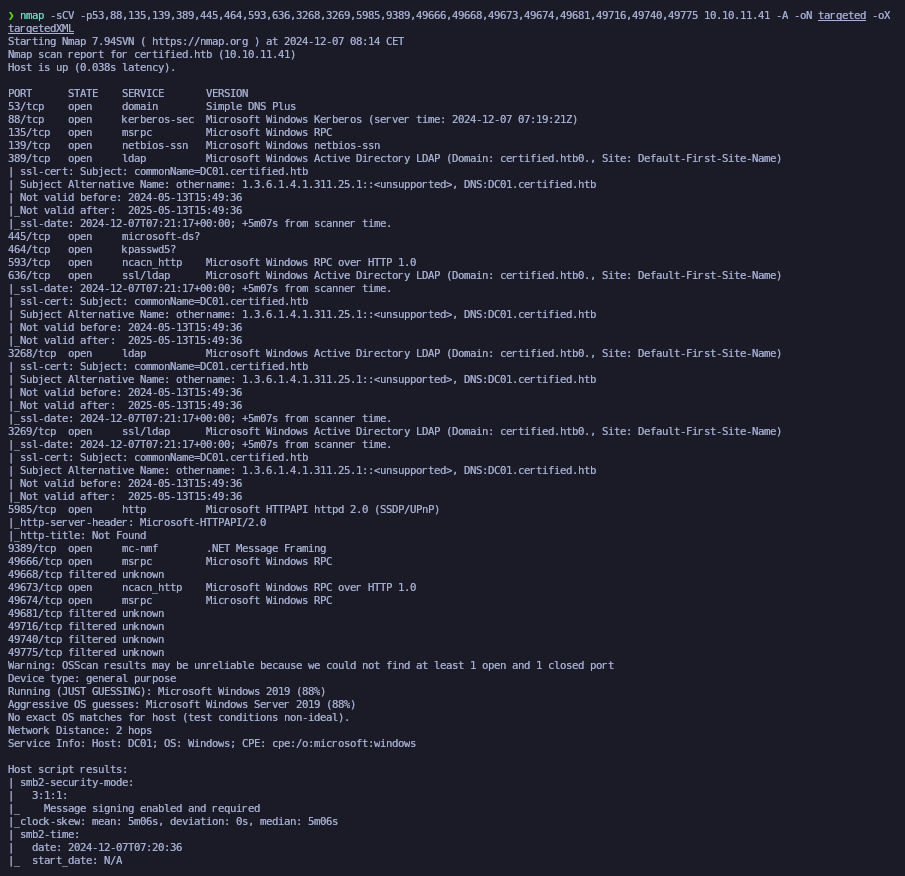 ❯ nmap -sCV -p53,88,135,139,389,445,464,593,636,3268,3269,5985,9389,49666,49668,49673,49674,49681,49716,49740,49775 10.10.11.41 -A -oN targeted -oX
targetedXML
Starting Nmap 7.94SVN ( https://nmap.org ) at 2024-12-07 08:14 CET
Nmap scan report for certified.htb (10.10.11.41)
Host is up (0.038s latency).
PORT      STATE    SERVICE       VERSION
53/tcp    open     domain        Simple DNS Plus
88/tcp    open     kerberos-sec  Microsoft Windows Kerberos (server time: 2024-12-07 07:19:21Z)
135/tcp   open     msrpc         Microsoft Windows RPC
139/tcp   open     netbios-ssn   Microsoft Windows netbios-ssn
389/tcp   open     ldap          Microsoft Windows Active Directory LDAP (Domain: certified.htb0., Site: Default-First-Site-Name)
| ssl-cert: Subject: commonName=DC01.certified.htb
| Subject Alternative Name: othername: 1.3.6.1.4.1.311.25.1::<unsupported>, DNS:DC01.certified.htb
| Not valid before: 2024-05-13T15:49:36
|_Not valid after:  2025-05-13T15:49:36
|_ssl-date: 2024-12-07T07:21:17+00:00; +5m07s from scanner time.
445/tcp   open     microsoft-ds?
464/tcp   open     kpasswd5?
593/tcp   open     ncacn_http    Microsoft Windows RPC over HTTP 1.0
636/tcp   open     ssl/ldap      Microsoft Windows Active Directory LDAP (Domain: certified.htb0., Site: Default-First-Site-Name)
|_ssl-date: 2024-12-07T07:21:17+00:00; +5m07s from scanner time.
| ssl-cert: Subject: commonName=DC01.certified.htb
| Subject Alternative Name: othername: 1.3.6.1.4.1.311.25.1::<unsupported>, DNS:DC01.certified.htb
| Not valid before: 2024-05-13T15:49:36
|_Not valid after:  2025-05-13T15:49:36
3268/tcp  open     ldap          Microsoft Windows Active Directory LDAP (Domain: certified.htb0., Site: Default-First-Site-Name)
| ssl-cert: Subject: commonName=DC01.certified.htb
| Subject Alternative Name: othername: 1.3.6.1.4.1.311.25.1::<unsupported>, DNS:DC01.certified.htb
| Not valid before: 2024-05-13T15:49:36
|_Not valid after:  2025-05-13T15:49:36
|_ssl-date: 2024-12-07T07:21:17+00:00; +5m07s from scanner time.
3269/tcp  open     ssl/ldap      Microsoft Windows Active Directory LDAP (Domain: certified.htb0., Site: Default-First-Site-Name)
|_ssl-date: 2024-12-07T07:21:17+00:00; +5m07s from scanner time.
| ssl-cert: Subject: commonName=DC01.certified.htb
| Subject Alternative Name: othername: 1.3.6.1.4.1.311.25.1::<unsupported>, DNS:DC01.certified.htb
| Not valid before: 2024-05-13T15:49:36
|_Not valid after:  2025-05-13T15:49:36
5985/tcp  open     http          Microsoft HTTPAPI httpd 2.0 (SSDP/UPnP)
|_http-server-header: Microsoft-HTTPAPI/2.0
|_http-title: Not Found
9389/tcp  open     mc-nmf        .NET Message Framing
49666/tcp open     msrpc         Microsoft Windows RPC
49668/tcp filtered unknown
49673/tcp open     ncacn_http    Microsoft Windows RPC over HTTP 1.0
49674/tcp open     msrpc         Microsoft Windows RPC
49681/tcp filtered unknown
49716/tcp filtered unknown
49740/tcp filtered unknown
49775/tcp filtered unknown
Warning: OSScan results may be unreliable because we could not find at least 1 open and 1 closed port
Device type: general purpose
Running (JUST GUESSING): Microsoft Windows 2019 (88%)
Aggressive OS guesses: Microsoft Windows Server 2019 (88%)
No exact OS matches for host (test conditions non-ideal).
Network Distance: 2 hops
Service Info: Host: DC01; OS: Windows; CPE: cpe:/o:microsoft:windows
Host script results:
| smb2-security-mode:
|   3:1:1:
|_    Message signing enabled and required
|_clock-skew: mean: 5m06s, deviation: 0s, median: 5m06s
| smb2-time:
|   date: 2024-12-07T07:20:36
|_  start_date: N/A